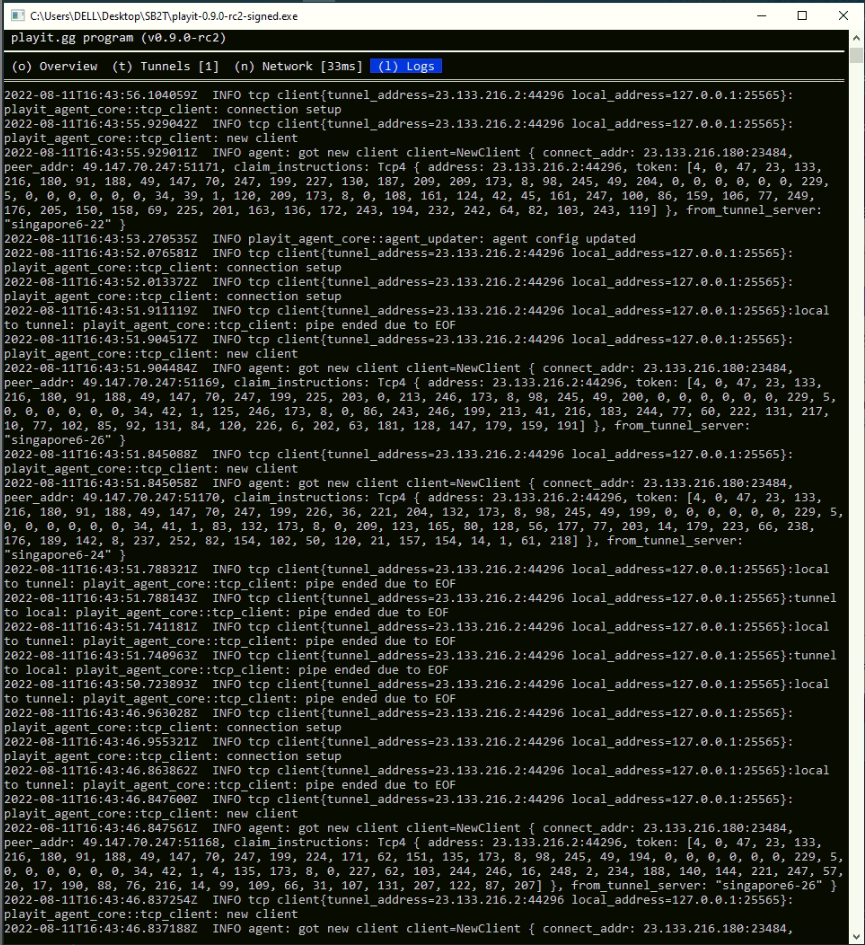 C:\Users\DELL\Desktop\SB2T\playit-0.9.0-rc2-signed.exe
playit.gg program (v0.9.0-rc2)
(o) Overview (t) Tunnels [1] (n) Network [33ms] (l) Logs
2022-08-11T16:43:56.104059Z INFO tcp client{tunnel_address=23.133.216.2:44296 local_address=127.0.0.1:25565}:
playit_agent_core::tcp_client: connection setup
2022-08-11T16:43:55.929042Z INFO tcp client{tunnel_address=23.133.216.2:44296 local_address=127.0.0.1:25565}:
playit_agent_core::tcp_client: new client
2022-08-11T16:43:55.929011Z INFO agent: got new client client=NewClient { connect_addr: 23.133.216.180:23484,
peer_addr: 49.147.70.247:51171, claim_instructions: Tcp4 { address: 23.133.216.2:44296, token: [4, 0, 47, 23, 133,
216, 180, 91, 188, 49, 147, 70, 247, 199, 227, 130, 187, 209, 209, 173, 8, 98, 245, 49, 204, 0, 0, 0, 0, 0, 0, 229,
5, 0, 0, 0, 0, 0, 0, 34, 39, 1, 120, 209, 173, 8, 0, 108, 161, 124, 42, 45, 161, 247, 100, 86, 159, 106, 77, 249,
176, 205, 150, 158, 69, 225, 201, 163, 136, 172, 243, 194, 232, 242, 64, 82, 103, 243, 119] }, from_tunnel_server:
"singapore6-22" }
2022-08-11T16:43:53.270535Z INFO playit_agent_core::agent_updater: agent config updated
2022-08-11T16:43:52.076581Z INFO tcp client{tunnel_address=23.133.216.2:44296 local_address=127.0.0.1:25565}:
playit_agent_core::tcp_client: connection setup
2022-08-11T16:43:52.013372Z INFO tcp client{tunnel_address=23.133.216.2:44296 local_address=127.0.0.1:25565}:
playit_agent_core::tcp_client: connection setup
2022-08-11T16:43:51.911119Z INFO tcp client{tunnel_address=23.133.216.2:44296 local_address=127.0.0.1:25565}:local
to tunnel: playit_agent_core::tcp_client: pipe ended due to EOF
2022-08-11T16:43:51.904517Z INFO tcp client{tunnel_address=23.133.216.2:44296 local_address=127.0.0.1:25565}:
playit_agent_core::tcp_client: new client
2022-08-11T16:43:51.904484Z INFO agent: got new client client=NewClient { connect_addr: 23.133.216.180:23484,
peer_addr: 49.147.70.247:51169, claim_instructions: Tcp4 { address: 23.133.216.2:44296, token: [4, 0, 47, 23, 133,
216, 180, 91, 188, 49, 147, 70, 247, 199, 225, 203, 0, 213, 246, 173, 8, 98, 245, 49, 200, 0, 0, 0, 0, 0, 0, 229, 5,
0, 0, 0, 0, 0, 0, 34, 42, 1, 125, 246, 173, 8, 0, 86, 243, 246, 199, 213, 41, 216, 183, 244, 77, 60, 222, 131, 217,
10, 77, 102, 85, 92, 131, 84, 120, 226, 6, 202, 63, 181, 128, 147, 179, 159, 191] }, from_tunnel_server:
"singapore6-26" }
2022-08-11T16:43:51.845088Z INFO tcp client{tunnel_address=23.133.216.2:44296 local_address=127.0.0.1:25565}:
playit_agent_core::tcp_client: new client
2022-08-11T16:43:51.845058Z INFO agent: got new client client=NewClient { connect_addr: 23.133.216.180:23484,
peer_addr: 49.147.70.247:51170, claim_instructions: Tcp4 { address: 23.133.216.2:44296, token: [4, 0, 47, 23, 133,
216, 180, 91, 188, 49, 147, 70, 247, 199, 226, 36, 221, 204, 132, 173, 8, 98, 245, 49, 199, 0, 0, 0, 0, 0, 0, 229, 5,
0, 0, 0, 0, 0, 0, 34, 41, 1, 83, 132, 173, 8, 0, 209, 123, 165, 80, 128, 56, 177, 77, 203, 14, 179, 223, 66, 238,
176, 189, 142, 8, 237, 252, 82, 154, 102, 50, 120, 21, 157, 154, 14, 1, 61, 218] }, from_tunnel_server:
"singapore6-24" }
2022-08-11T16:43:51.788321Z INFO tcp client{tunnel_address=23.133.216.2:44296 local_address=127.0.0.1:25565}:local
to tunnel: playit_agent_core::tcp_client: pipe ended due to EOF
2022-08-11T16:43:51.788143Z INFO tcp client{tunnel_address=23.133.216.2:44296 local_address=127.0.0.1:25565}:tunnel
to local: playit_agent_core::tcp_client: pipe ended due to EOF
2022-08-11T16:43:51.741181Z INFO tcp client{tunnel_address=23.133.216.2:44296 local_address=127.0.0.1:25565}:local
to tunnel: playit_agent_core::tcp_client: pipe ended due to EOF
2022-08-11T16:43:51.740963Z INFO tcp client{tunnel_address=23.133.216.2:44296 local_address=127.0.0.1:25565}:tunnel
to local: playit_agent_core::tcp_client: pipe ended due to EOF
2022-08-11T16:43:50.723893Z INFO tcp client{tunnel_address=23.133.216.2:44296 local_address=127.0.0.1:25565}:local
to tunnel: playit_agent_core::tcp_client: pipe ended due to EOF
2022-08-11T16:43:46.963028Z INFO tcp client{tunnel_address=23.133.216.2:44296 local_address=127.0.0.1:25565}:
playit_agent_core::tcp_client: connection setup
2022-08-11T16:43:46.955321Z INFO tcp client{tunnel_address=23.133.216.2:44296 local_address=127.0.0.1:25565}:
playit_agent_core::tcp_client: connection setup
2022-08-11T16:43:46.863862Z INFO tcp client{tunnel_address=23.133.216.2:44296 local_address=127.0.0.1:25565}:local
to tunnel: playit_agent_core::tcp_client: pipe ended due to EOF
2022-08-11T16:43:46.847600Z INFO tcp client{tunnel_address=23.133.216.2:44296 local_address=127.0.0.1:25565}:
playit_agent_core::tcp_client: new client
2022-08-11T16:43:46.847561Z INFO agent: got new client client=NewClient { connect_addr: 23.133.216.180:23484,
peer_addr: 49.147.70.247:51168, claim_instructions: Tcp4 { address: 23.133.216.2:44296, token: [4, 0, 47, 23, 133,
216, 180, 91, 188, 49, 147, 70, 247, 199, 224, 171, 62, 151, 135, 173, 8, 98, 245, 49, 194, 0, 0, 0, 0, 0, 0, 229, 5,
0, 0, 0, 0, 0, 0, 34, 42, 1, 4, 135, 173, 8, 0, 227, 62, 103, 244, 246, 16, 248, 2, 234, 188, 140, 144, 221, 247, 57,
20, 17, 190, 88, 76, 216, 14, 99, 109, 66, 31, 107, 131, 207, 122, 87, 207] }, from_tunnel_server: "singapore6-26" }
2022-08-11T16:43:46.837254Z INFO tcp client{tunnel_address=23.133.216.2:44296 local_address=127.0.0.1:25565}:
playit_agent_core::tcp_client: new client
2022-08-11T16:43:46.837188Z INFO agent: got new client client=NewClient { connect_addr: 23.133.216.180:23484,